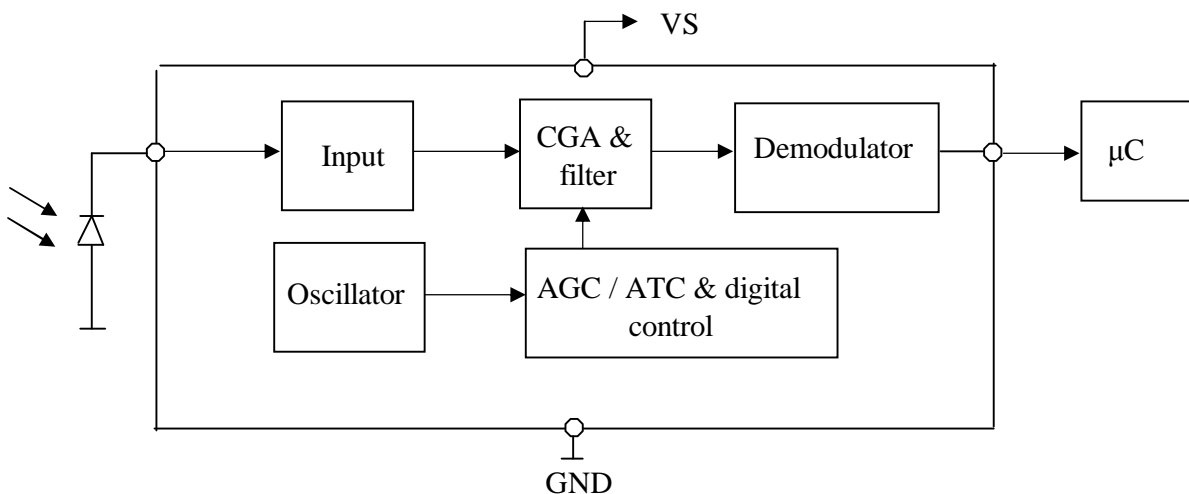 VS
Input
CGA &
filter
Demodulator
μC
Oscillator
AGC / ATC & digital
control
GND